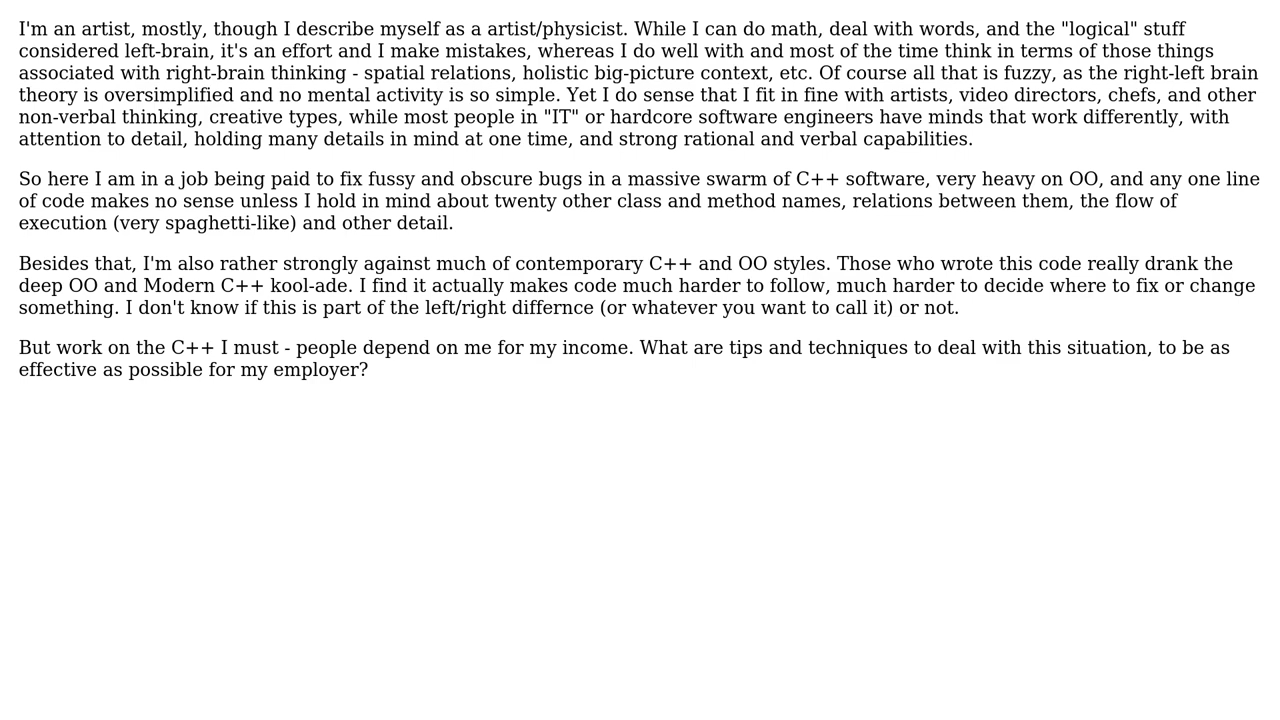 I'm an artist, mostly, though I describe myself as a artist/physicist. While I can do math, deal with words, and the "logical" stuff
considered left-brain, it's an effort and I make mistakes, whereas I do well with and most of the time think in terms of those things
associated with right-brain thinking - spatial relations, holistic big-picture context, etc. Of course all that is fuzzy, as the right-left brain
theory is oversimplified and no mental activity is so simple. Yet I do sense that I fit in fine with artists, video directors, chefs, and other
non-verbal thinking, creative types, while most people in "IT" or hardcore software engineers have minds that work differently, with
attention to detail, holding many details in mind at one time, and strong rational and verbal capabilities.
So here I am in a job being paid to fix fussy and obscure bugs in a massive swarm of C++ software, very heavy on OO, and any one line
of code makes no sense unless I hold in mind about twenty other class and method names, relations between them, the flow of
execution (very spaghetti-like) and other detail.
Besides that, I'm also rather strongly against much of contemporary C++ and OO styles. Those who wrote this code really drank the
deep OO and Modern C++ kool-ade. I find it actually makes code much harder to follow, much harder to decide where to fix or change
something. I don't know if this is part of the left/right differnce (or whatever you want to call it) or not.
But work on the C++ I must - people depend on me for my income. What are tips and techniques to deal with this situation, to be as
effective as possible for my employer?